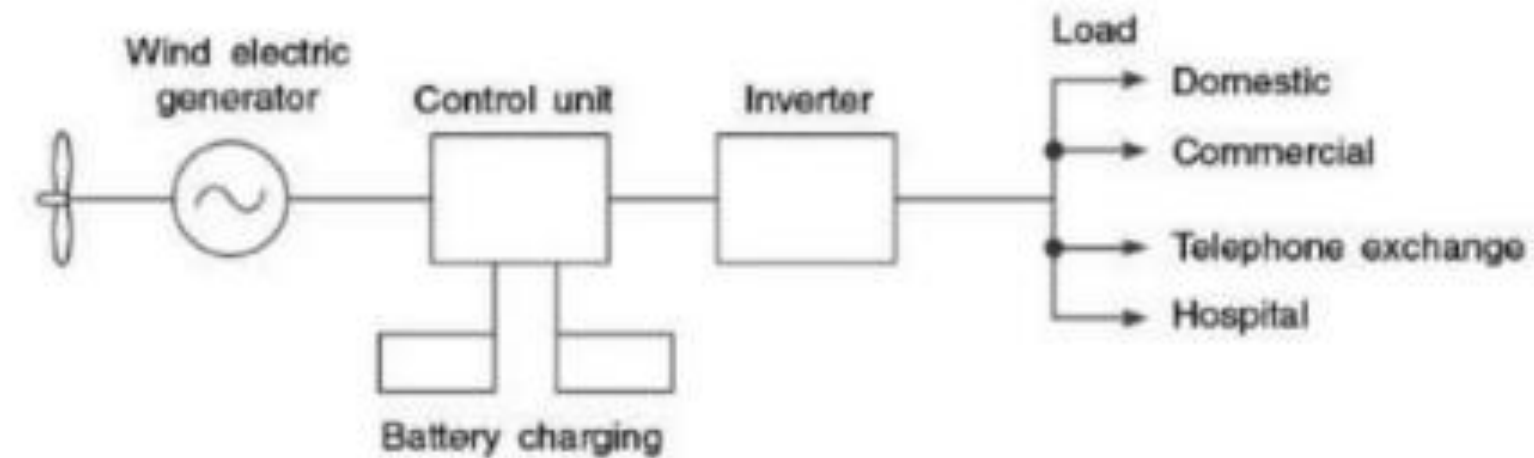 Wind electric
generator
Control unit
Inverter
Load
Domestic
Commercial
Telephone exchange
Hospital
Battery charging